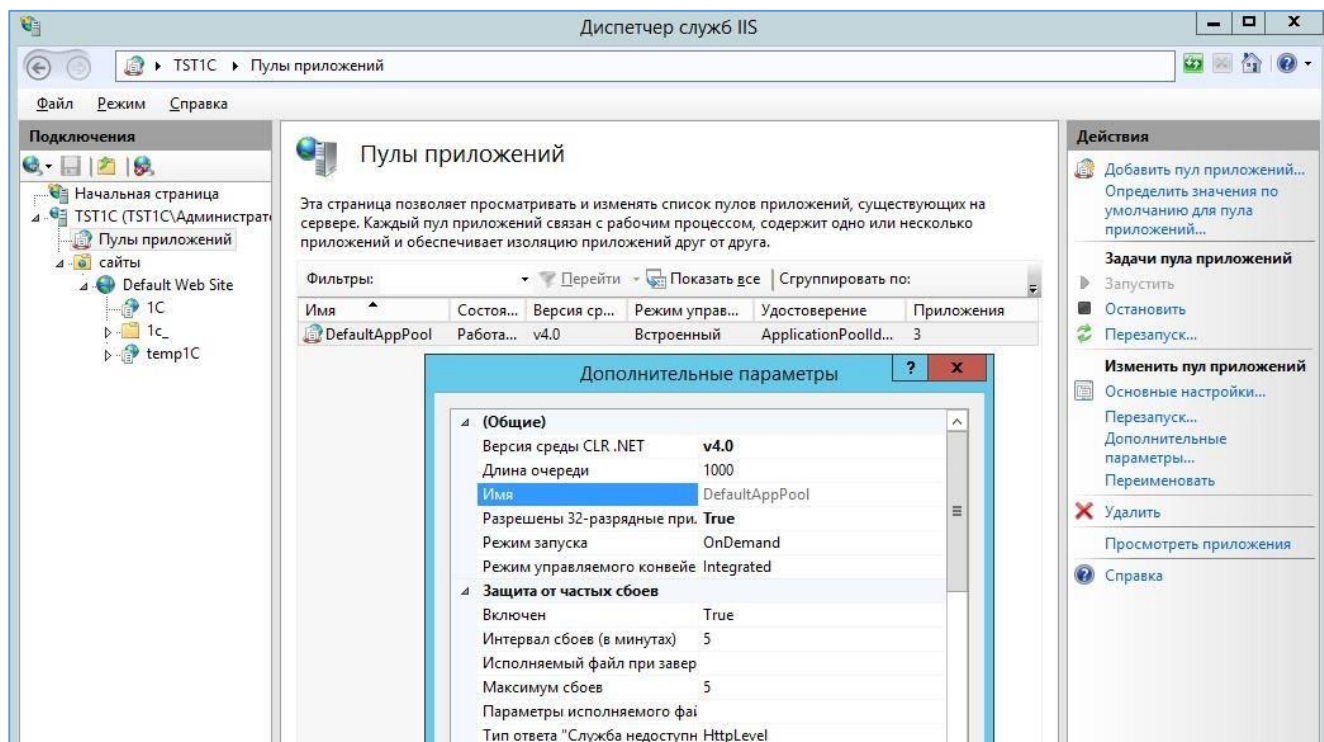 Диспетчер служб IIS
TST1C Пулы приложений
Файл Режим Справка
Подключения
Начальная страница
TST1C (TST1C\Администрат
Пулы приложений
сайты
Default Web Site
1C
1c_
temp1C
Пулы приложений
Эта страница позволяет просматривать и изменять список пулов приложений, существующих на
сервере. Каждый пул приложений связан с рабочим процессом, содержит одно или несколько
приложений и обеспечивает изоляцию приложений друг от друга.
Фильтры: Перейти Показать все Сгруппировать по:
Имя Состоя... Версия ср... Режим управ... Удостоверение Приложения
DefaultAppPool Работа... v4.0 Встроенный ApplicationPoolId... 3
Дополнительные параметры ? x
(Общие)
Версия среды CLR .NET v4.0
Длина очереди 1000
Имя DefaultAppPool
Разрешены 32-разрядные при. True
Режим запуска OnDemand
Режим управляемого конвейе Integrated
Защита от частых сбоев
Включен True
Интервал сбоев (в минутах) 5
Исполняемый файл при завер
Максимум сбоев 5
Параметры исполняемого фай
Тип ответа "Служба недоступн HttpLevel
Действия
Добавить пул приложений...
Определить значения по
умолчанию для пула
приложений...
Задачи пула приложений
Запустить
Остановить
Перезапуск...
Изменить пул приложений
Основные настройки...
Перезапуск...
Дополнительные
параметры...
Переименовать
Удалить
Просмотреть приложения
Справка